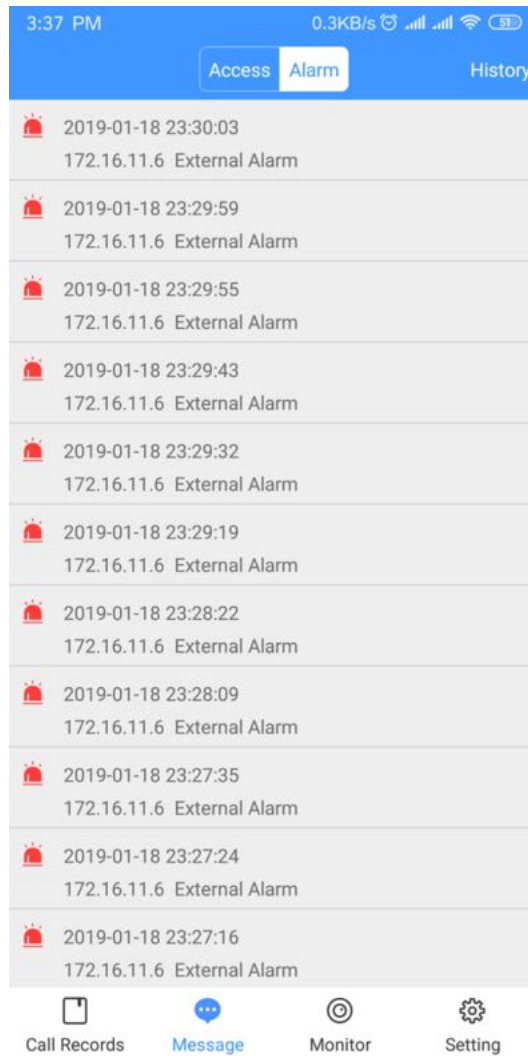 3:37 PM 0.3KB/s 51
Access Alarm History
2019-01-18 23:30:03
172.16.11.6 External Alarm
2019-01-18 23:29:59
172.16.11.6 External Alarm
2019-01-18 23:29:55
172.16.11.6 External Alarm
2019-01-18 23:29:43
172.16.11.6 External Alarm
2019-01-18 23:29:32
172.16.11.6 External Alarm
2019-01-18 23:29:19
172.16.11.6 External Alarm
2019-01-18 23:28:22
172.16.11.6 External Alarm
2019-01-18 23:28:09
172.16.11.6 External Alarm
2019-01-18 23:27:35
172.16.11.6 External Alarm
2019-01-18 23:27:24
172.16.11.6 External Alarm
2019-01-18 23:27:16
172.16.11.6 External Alarm
Call Records Message Monitor Setting